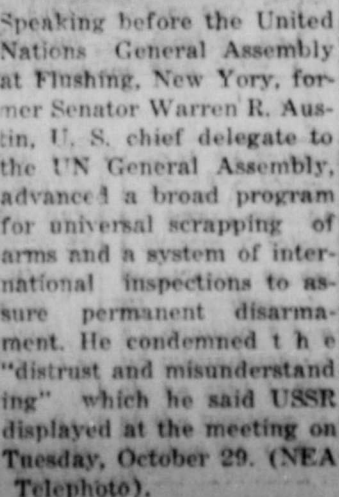 Speaking before the United
Nations General Assembly
at Flushing, New Yory, for-
mer Senator Warren R. Aus-
tin, U. S. chief delegate to
the UN General Assembly,
advanced a broad program
for universal scrapping of
arms and a system of inter-
national inspections to as-
sure permanent disarma-
ment. He condemned t h e
"distrust and misunderstand
ing" which he said USSR
displayed at the meeting on
Tuesday, October 29. (NEA
Telephoto).